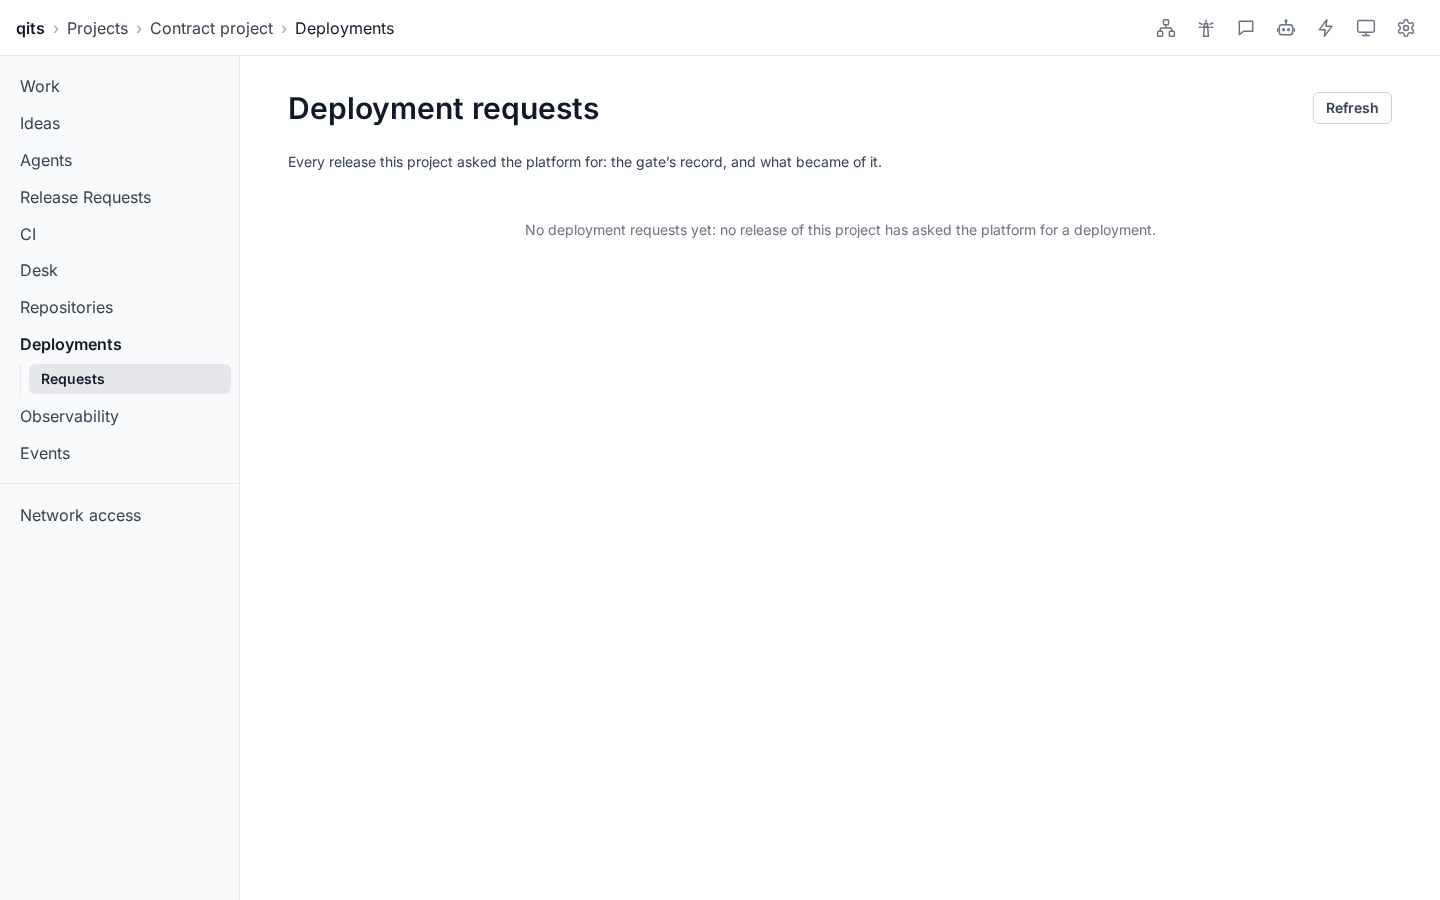 qits › Projects › Contract project › Deployments
Work
Ideas
Agents
Release Requests
CI
Desk
Repositories
Deployments
Requests
Observability
Events
Network access
Deployment requests
Refresh
Every release this project asked the platform for: the gate’s record, and what became of it.
No deployment requests yet: no release of this project has asked the platform for a deployment.